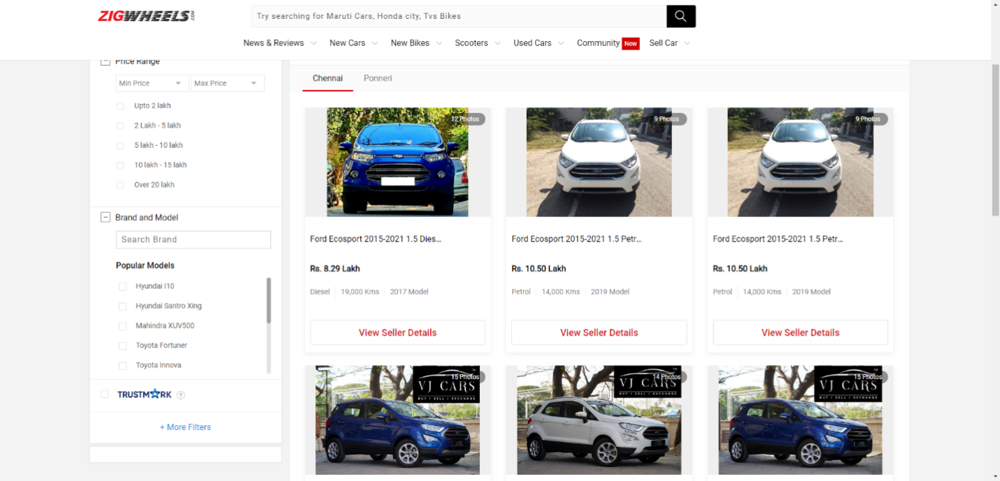 ZIGWHEELS.COM
Try searching for Maruti Cars, Honda city, Tvs Bikes
News & Reviews New Cars New Bikes Scooters Used Cars Community New Sell Car
Price Range
Min Price Max Price
Upto 2 lakh
2 Lakh - 5 lakh
5 lakh - 10 lakh
10 lakh - 15 lakh
Over 20 lakh
Brand and Model
Search Brand
Popular Models
Hyundai I10
Hyundai Santro Xing
Mahindra XUV500
Toyota Fortuner
Toyota Innova
TRUSTMARK ?
+ More Filters
Chennai Ponneri
12 Photos
Ford Ecosport 2015-2021 1.5 Dies...
Rs. 8.29 Lakh
Diesel 19,000 Kms 2017 Model
View Seller Details
9 Photos
Ford Ecosport 2015-2021 1.5 Petr...
Rs. 10.50 Lakh
Petrol 14,000 Kms 2019 Model
View Seller Details
9 Photos
Ford Ecosport 2015-2021 1.5 Petr...
Rs. 10.50 Lakh
Petrol 14,000 Kms 2019 Model
View Seller Details
15 Photos
VJ CARS
BUY / SELL / EXCHANGE
14 Photos
VJ CARS
BUY / SELL / EXCHANGE
15 Photos
VJ CARS
BUY / SELL / EXCHANGE